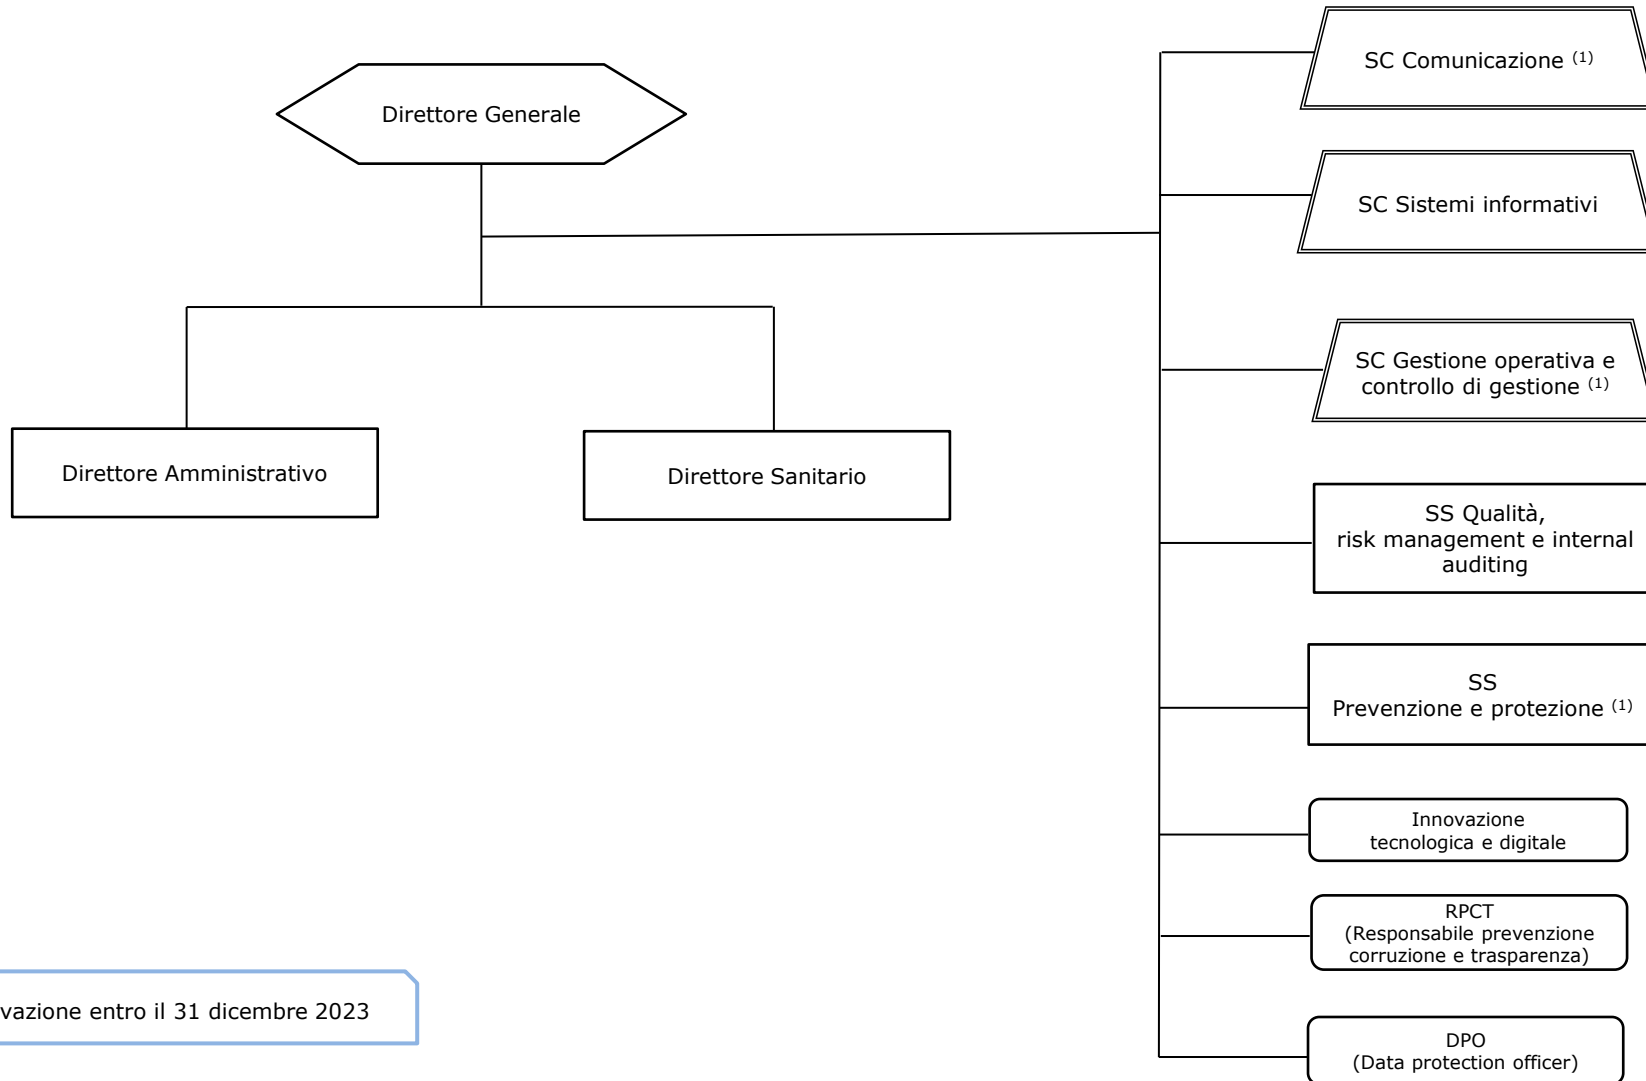 Direttore Generale
Direttore Amministrativo
Direttore Sanitario
SC Comunicazione (1)
SC Sistemi informativi
SC Gestione operativa e
controllo di gestione (1)
SS Qualità,
risk management e internal
auditing
SS
Prevenzione e protezione (1)
Innovazione
tecnologica e digitale
RPCT
(Responsabile prevenzione
corruzione e trasparenza)
DPO
(Data protection officer)
vazione entro il 31 dicembre 2023